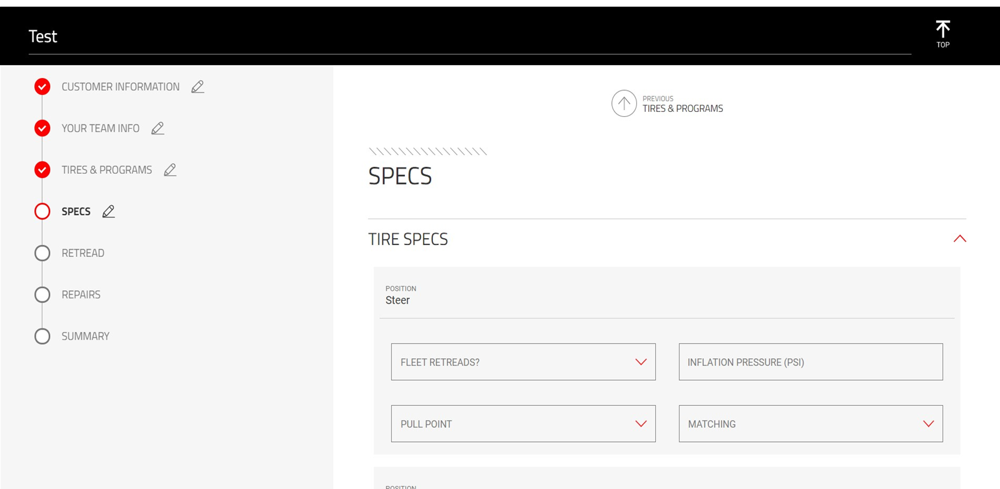 Test
TOP
CUSTOMER INFORMATION
YOUR TEAM INFO
TIRES & PROGRAMS
SPECS
RETREAD
REPAIRS
SUMMARY
PREVIOUS
TIRES & PROGRAMS
SPECS
TIRE SPECS
POSITION
Steer
FLEET RETREADS?
INFLATION PRESSURE (PSI)
PULL POINT
MATCHING
POSITION